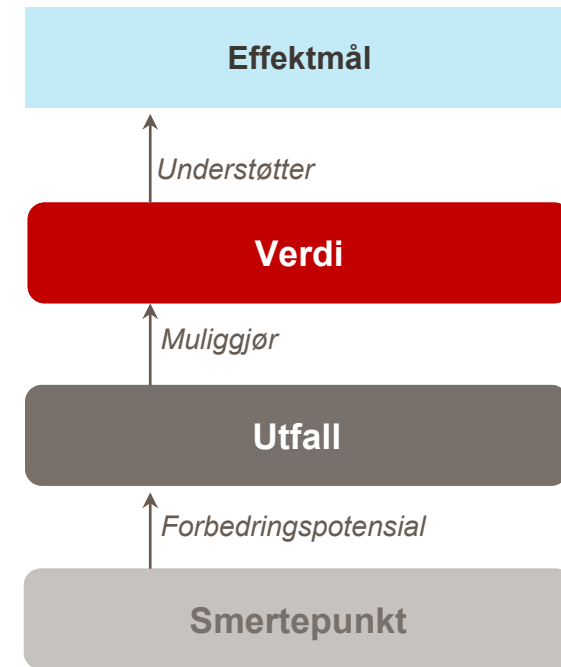 Effektmål
Understøtter
Verdi
Muliggjør
Utfall
Forbedringspotensial
Smertepunkt